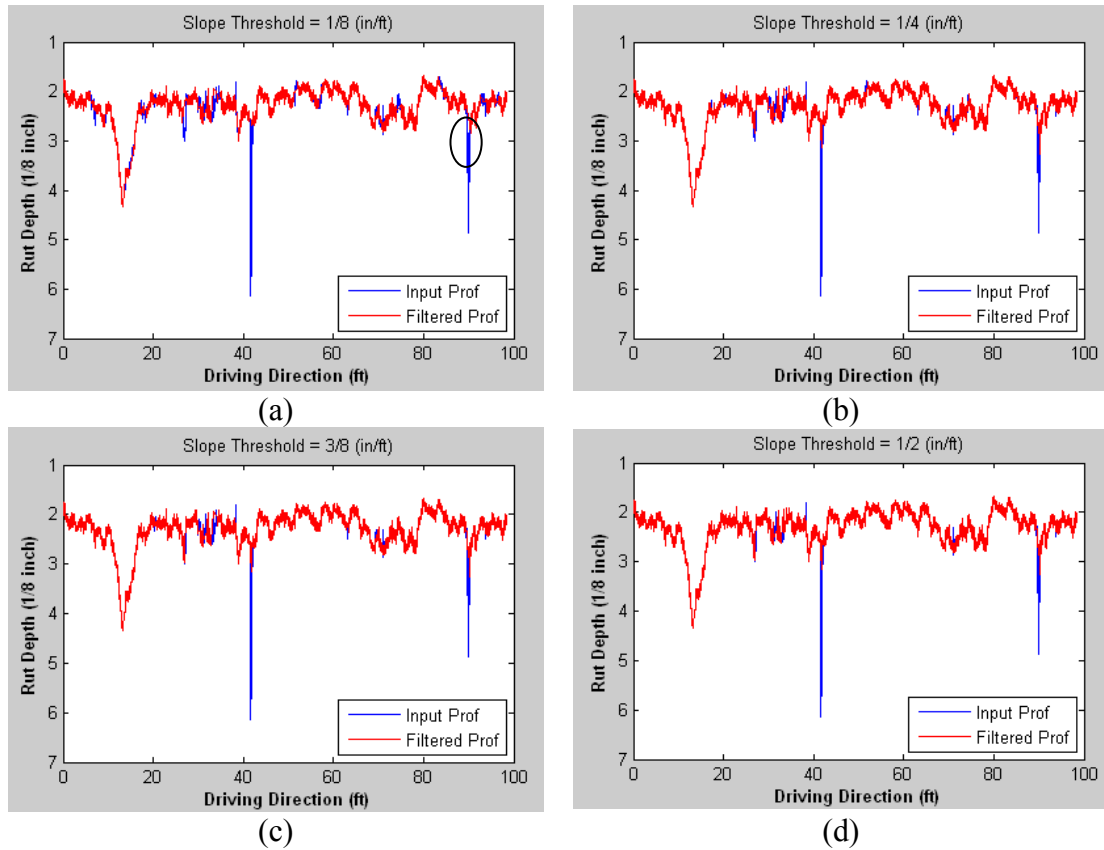 Slope Threshold = 1/8 (in/ft)
1
2
3
4
5
6
7
Rut Depth (1/8 inch)
Input Prof
Filtered Prof
0
20
40
60
80
100
Driving Direction (ft)
(a)
Slope Threshold = 1/4 (in/ft)
1
2
3
4
5
6
7
Rut Depth (1/8 inch)
Input Prof
Filtered Prof
0
20
40
60
80
100
Driving Direction (ft)
(b)
Slope Threshold = 3/8 (in/ft)
1
2
3
4
5
6
7
Rut Depth (1/8 inch)
Input Prof
Filtered Prof
0
20
40
60
80
100
Driving Direction (ft)
(c)
Slope Threshold = 1/2 (in/ft)
1
2
3
4
5
6
7
Rut Depth (1/8 inch)
Input Prof
Filtered Prof
0
20
40
60
80
100
Driving Direction (ft)
(d)